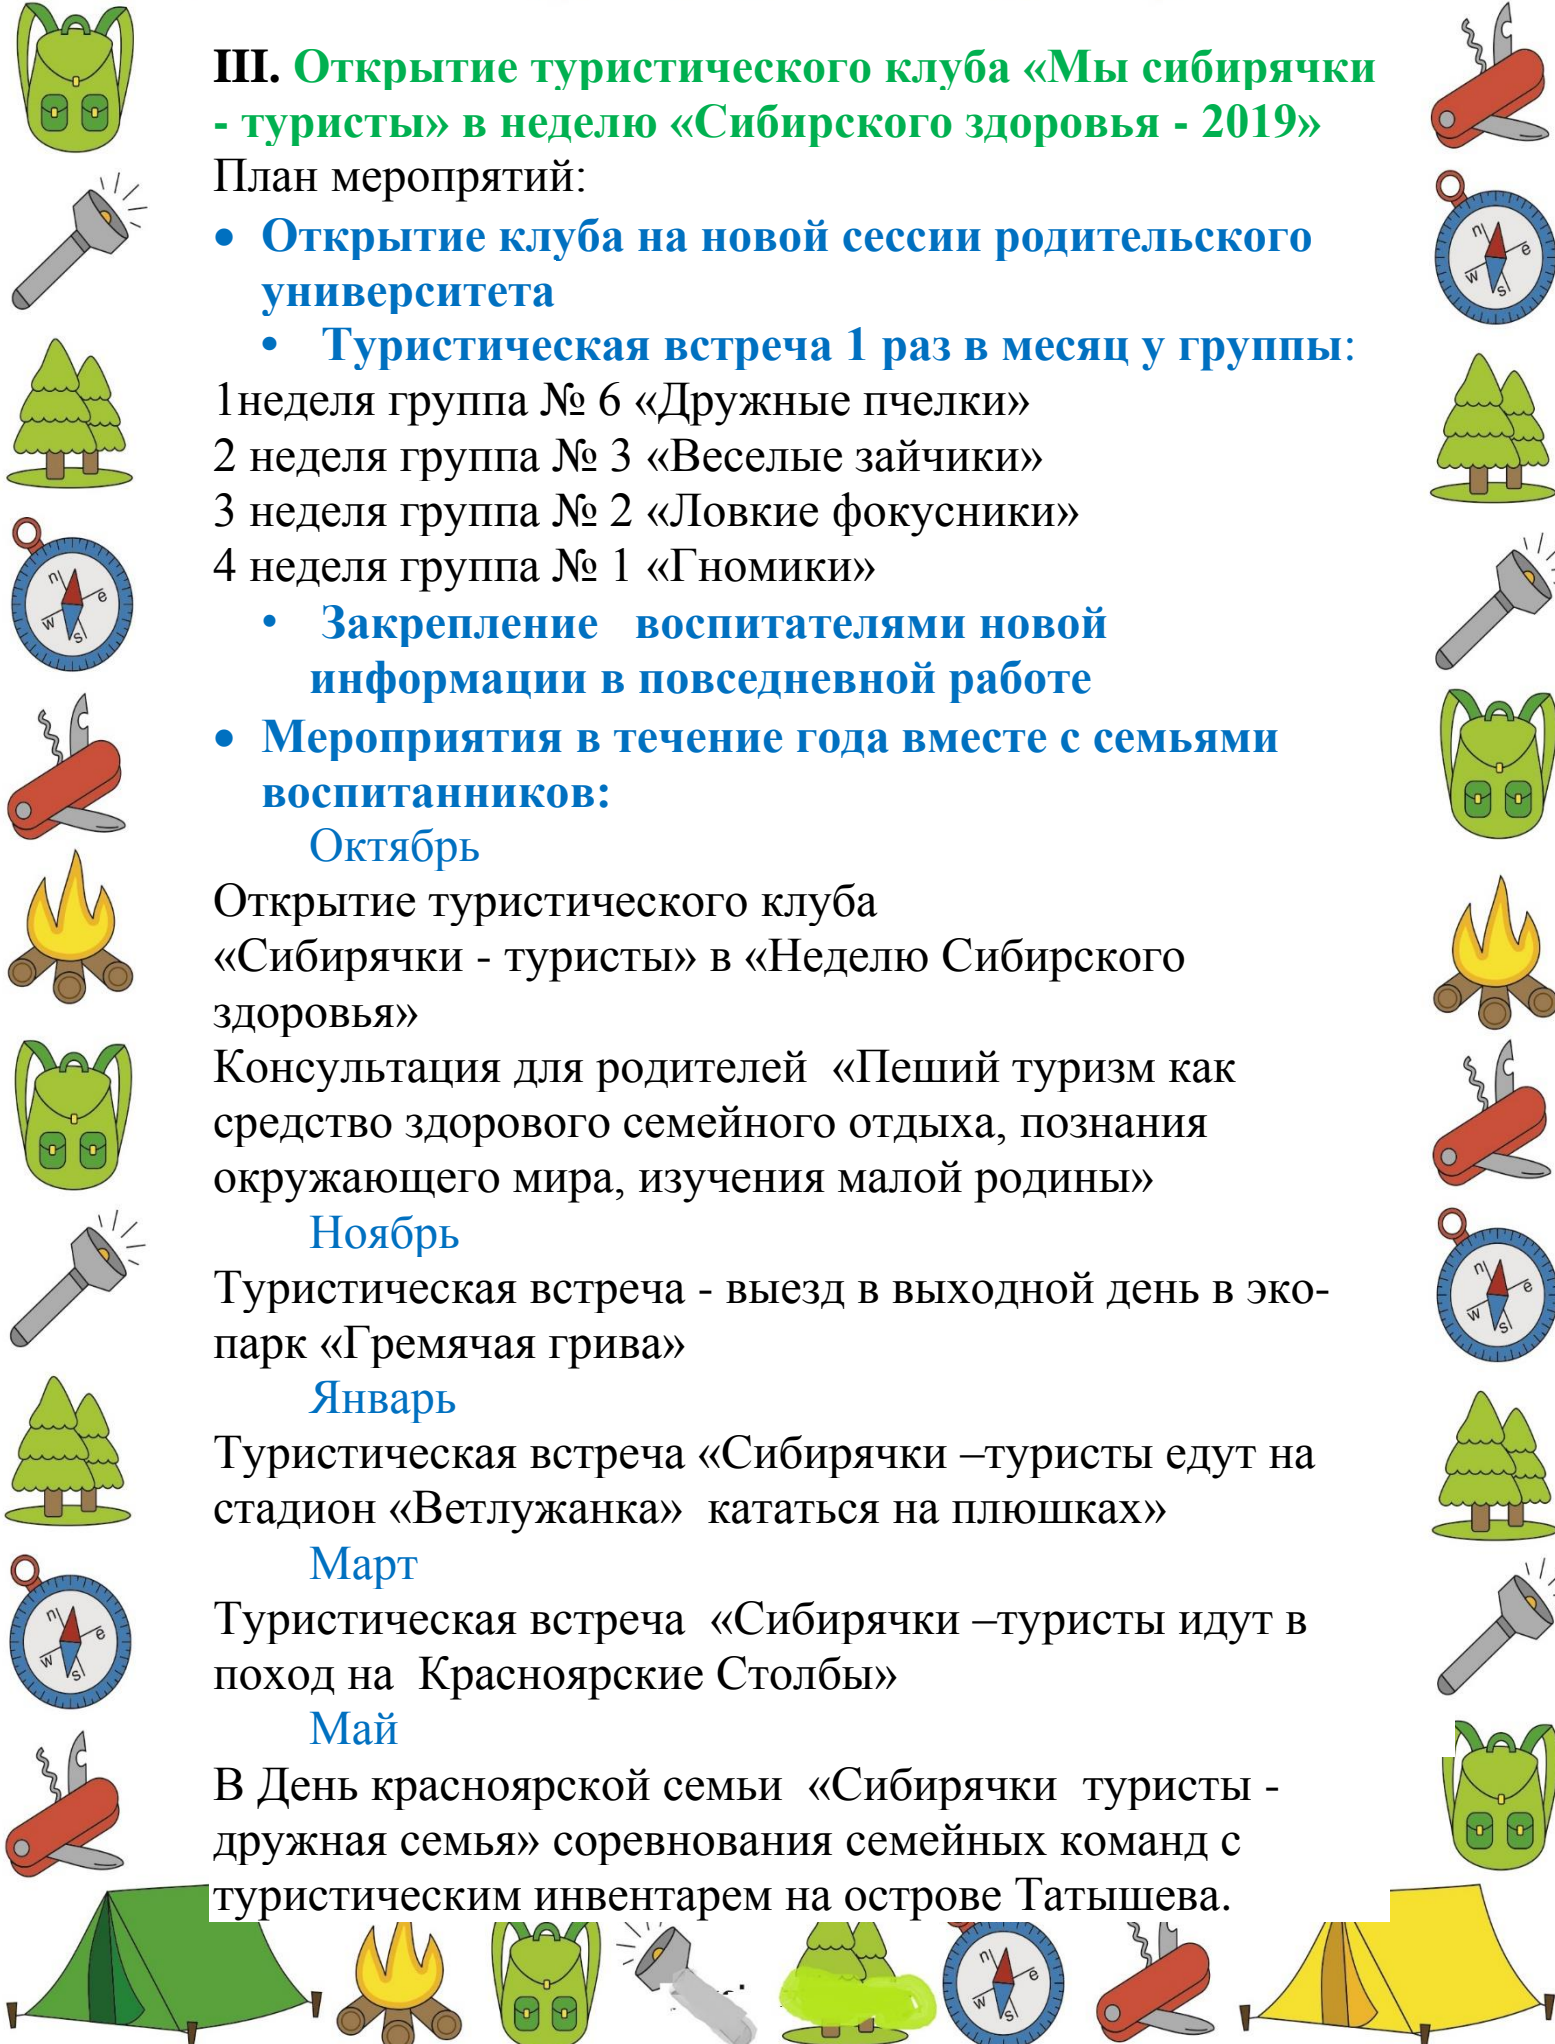 III. Открытие туристического клуба «Мы сибирячки
- туристы» в неделю «Сибирского здоровья - 2019»
План меропрятий:
• Открытие клуба на новой сессии родительского
университета
• Туристическая встреча 1 раз в месяц у группы:
1неделя группа № 6 «Дружные пчелки»
2 неделя группа № 3 «Веселые зайчики»
3 неделя группа № 2 «Ловкие фокусники»
4 неделя группа № 1 «Гномики»
• Закрепление воспитателями новой
информации в повседневной работе
• Мероприятия в течение года вместе с семьями
воспитанников:
Октябрь
Открытие туристического клуба
«Сибирячки - туристы» в «Неделю Сибирского
здоровья»
Консультация для родителей «Пеший туризм как
средство здорового семейного отдыха, познания
окружающего мира, изучения малой родины»
Ноябрь
Туристическая встреча - выезд в выходной день в эко-
парк «Гремячая грива»
Январь
Туристическая встреча «Сибирячки –туристы едут на
стадион «Ветлужанка» кататься на плюшках»
Март
Туристическая встреча «Сибирячки –туристы идут в
поход на Красноярские Столбы»
Май
В День красноярской семьи «Сибирячки туристы -
дружная семья» соревнования семейных команд с
туристическим инвентарем на острове Татышева.